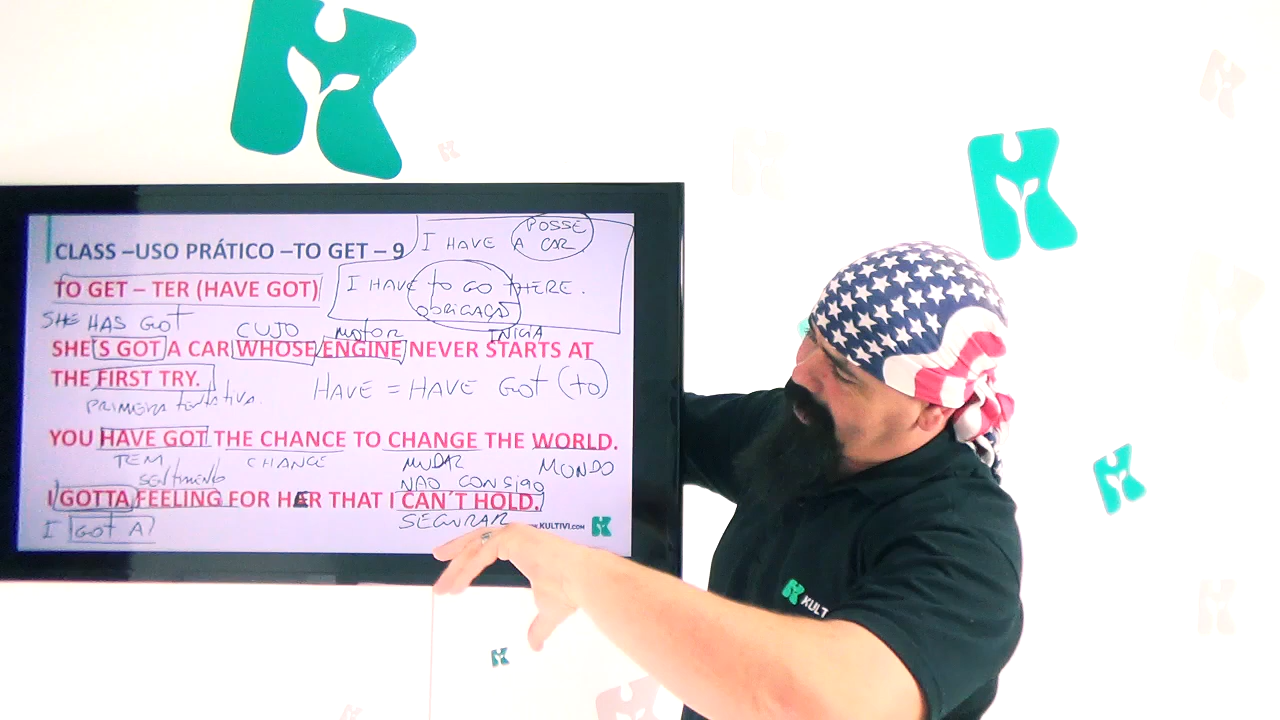 CLASS –USO PRÁTICO –TO GET – 9
I HAVE A CAR
POSSE
TO GET – TER (HAVE GOT)
I HAVE to GO THERE.
OBRIGAÇÃO
SHE HAS GOT
CUJO MOTOR INICIA
SHE'S GOT A CAR WHOSE ENGINE NEVER STARTS AT
THE FIRST TRY.
HAVE = HAVE GOT (TO)
PRIMEIRA tentativa.
YOU HAVE GOT THE CHANCE TO CHANGE THE WORLD.
TEM CHANCE MUDAR MUNDO
SENTIMENTO NÃO CONSIGO
I GOTTA FEELING FOR HER THAT I CAN´T HOLD.
I GOT A SEGURAR
.KULTIVI.COM
KULT